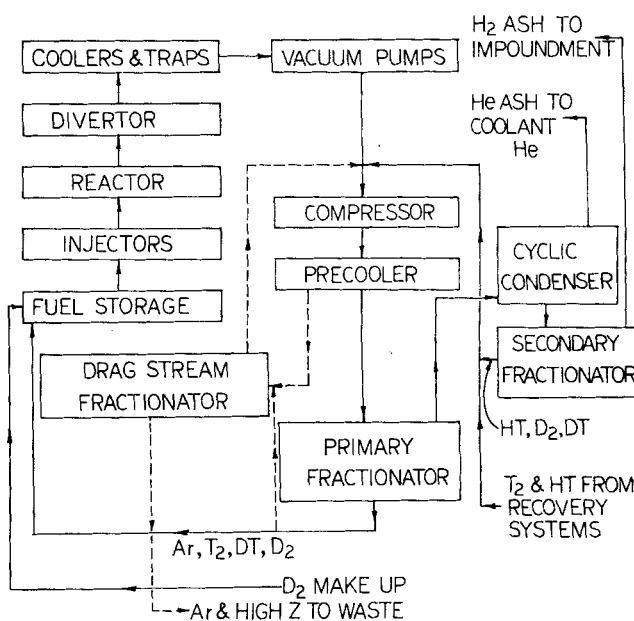 H2 ASH TO
IMPOUNDMENT
COOLERS & TRAPS
VACUUM PUMPS
He ASH TO
COOLANT
He
DIVERTOR
REACTOR
COMPRESSOR
INJECTORS
CYCLIC
CONDENSER
PRECOOLER
FUEL STORAGE
SECONDARY
FRACTIONATOR
DRAG STREAM
FRACTIONATOR
HT, D2, DT
PRIMARY
FRACTIONATOR
T2 & HT FROM
RECOVERY
SYSTEMS
Ar, T2, DT, D2
D2 MAKE UP
Ar & HIGH Z TO WASTE